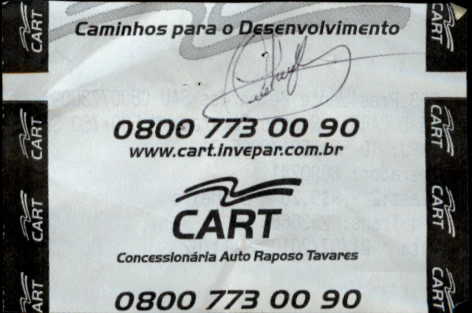 Caminhos para o Desenvolvimento
0800 773 00 90
www.cart.invepar.com.br
CART
Concessionária Auto Raposo Tavares
0800 773 00 90
CART
CART
CART
CART
CART
CART
CART
CART